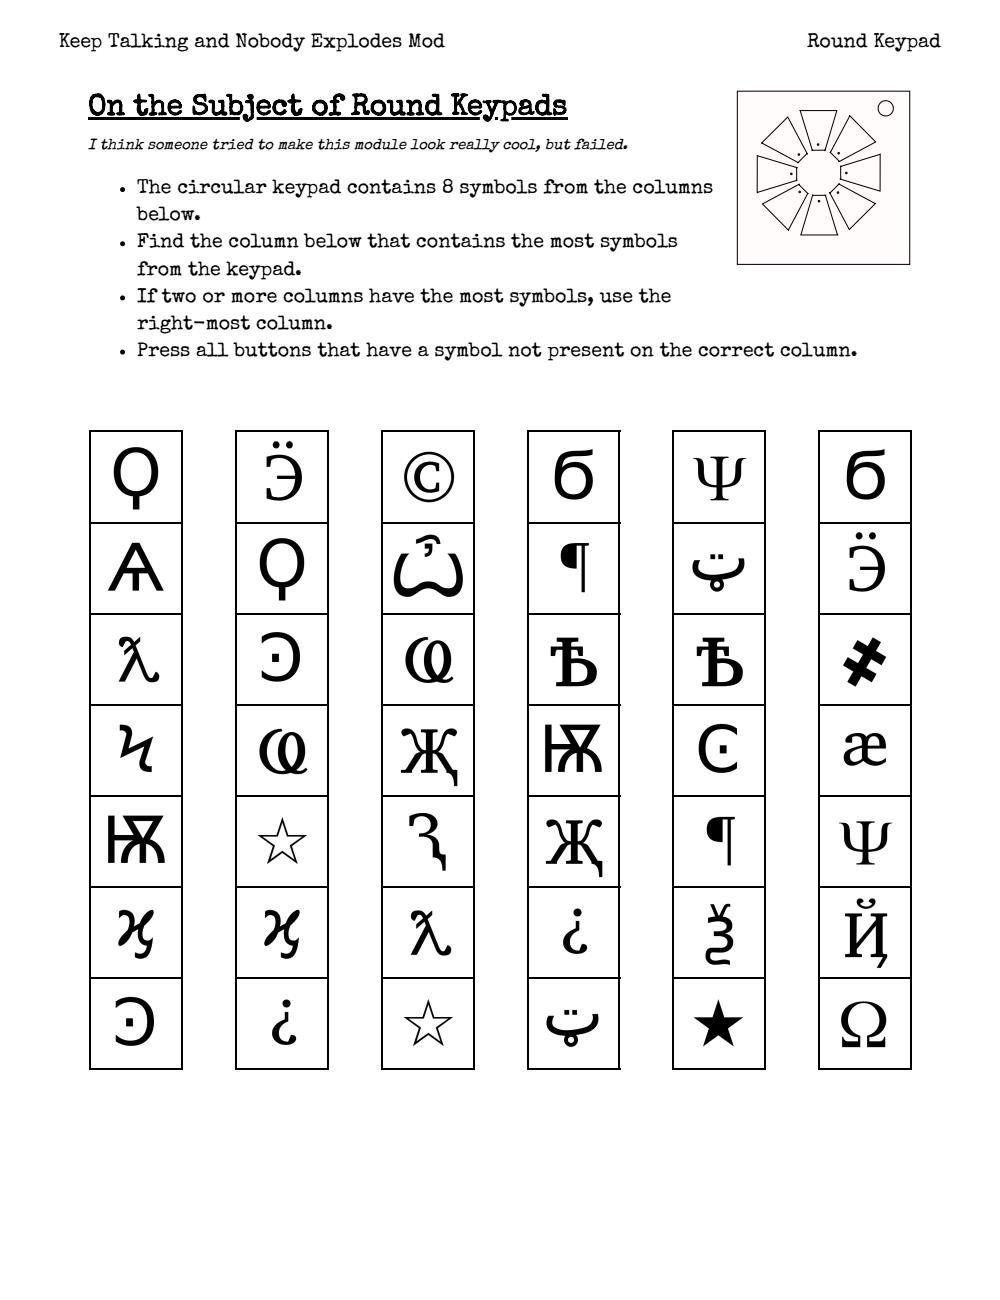 Keep Talking and Nobody Explodes Mod
Round Keypad
On the Subject of Round Keypads
I think someone tried to make this module look really cool, but failed.
• The circular keypad contains 8 symbols from the columns
below.
• Find the column below that contains the most symbols
from the keypad.
• If two or more columns have the most symbols, use the
right-most column.
• Press all buttons that have a symbol not present on the correct column.
Ϙ Ӭ © б Ψ б
Ѧ Ϙ Ѽ ¶ ټ Ӭ
ƛ Ͽ Ҩ Ѣ Ѣ ҂
Ϟ Ҩ Җ Ѭ Ͼ æ
Ѭ ☆ Ԇ Җ ¶ Ψ
ϗ ϗ ƛ ¿ Ѯ Ҋ
Ͽ ¿ ☆ ټ ★ Ω